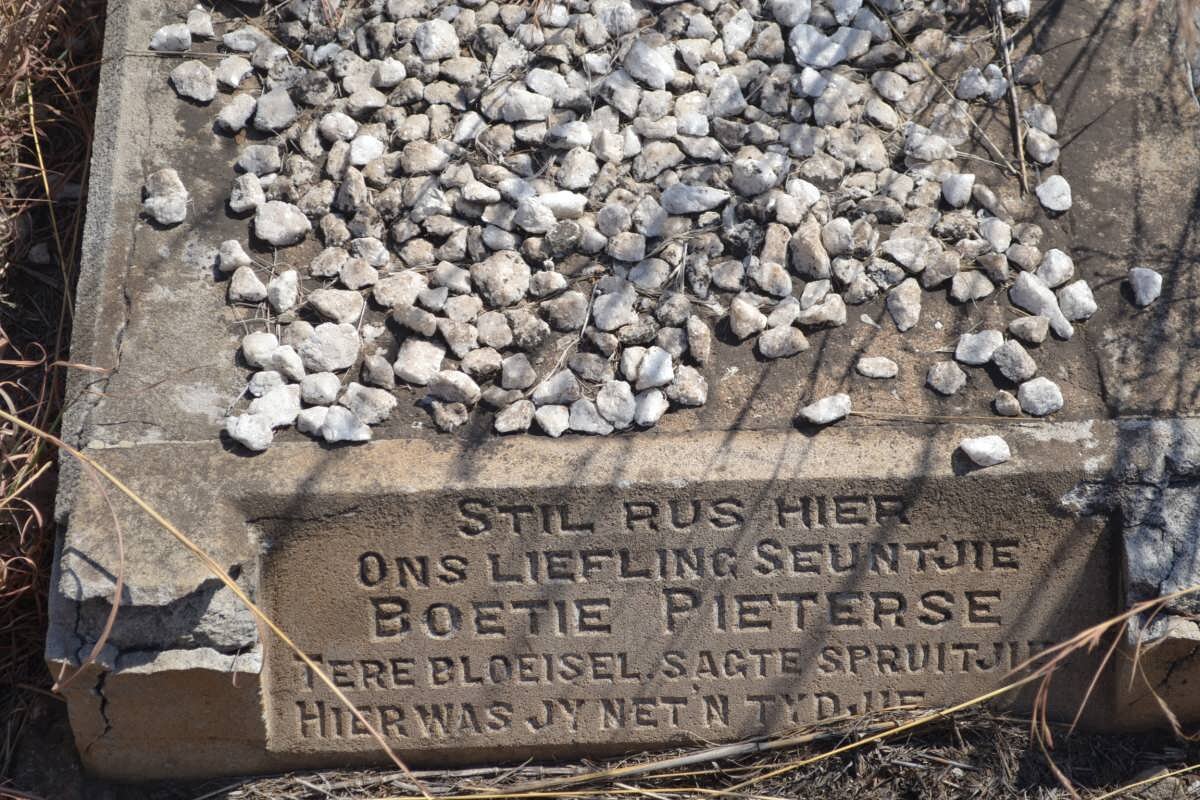 STIL RUS HIER
ONS LIEFLING SEUNTJIE
BOETIE PIETERSE
TERE BLOEISEL. SAGTE SPRUITJIE
HIER WAS JY NET 'N TYDJIE